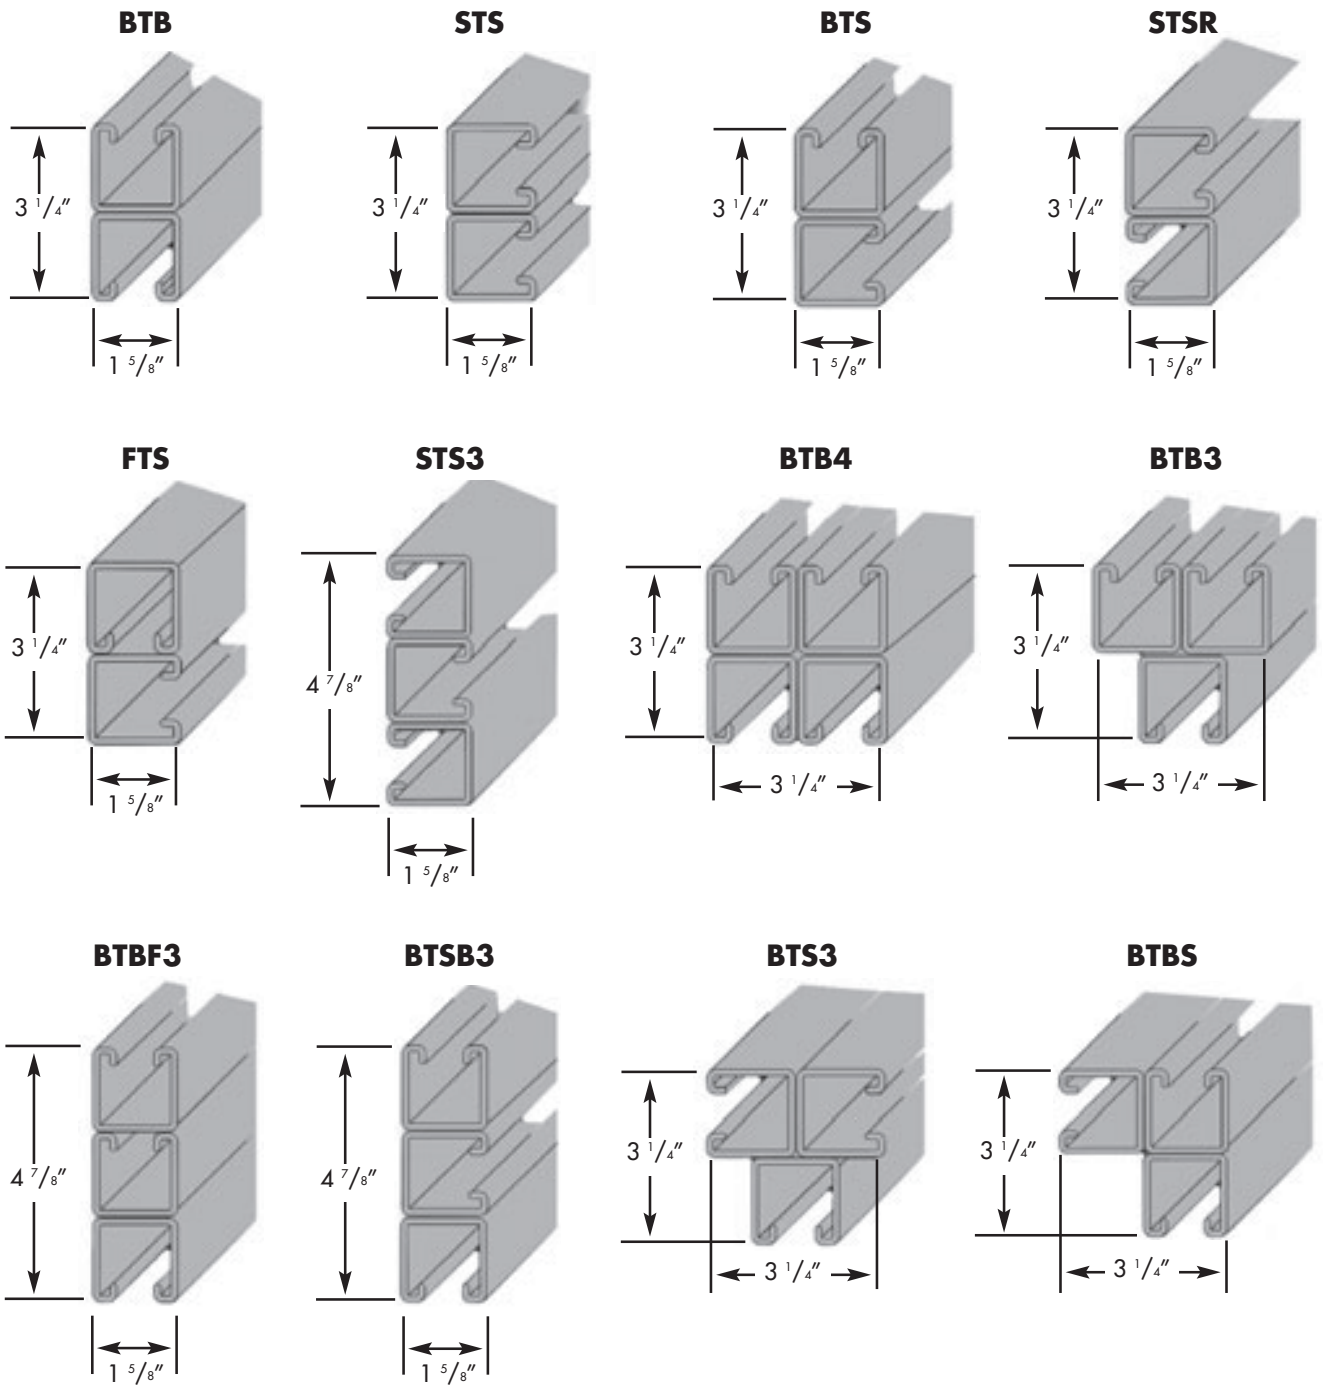 BTB STS BTS STSR
3 1/4" 3 1/4" 3 1/4" 3 1/4"
1 5/8" 1 5/8" 1 5/8" 1 5/8"
FTS STS3 BTB4 BTB3
3 1/4" 4 7/8" 3 1/4" 3 1/4"
1 5/8" 1 5/8" 3 1/4" 3 1/4"
BTBF3 BTSB3 BTS3 BTBS
4 7/8" 4 7/8" 3 1/4" 3 1/4"
1 5/8" 1 5/8" 3 1/4" 3 1/4"